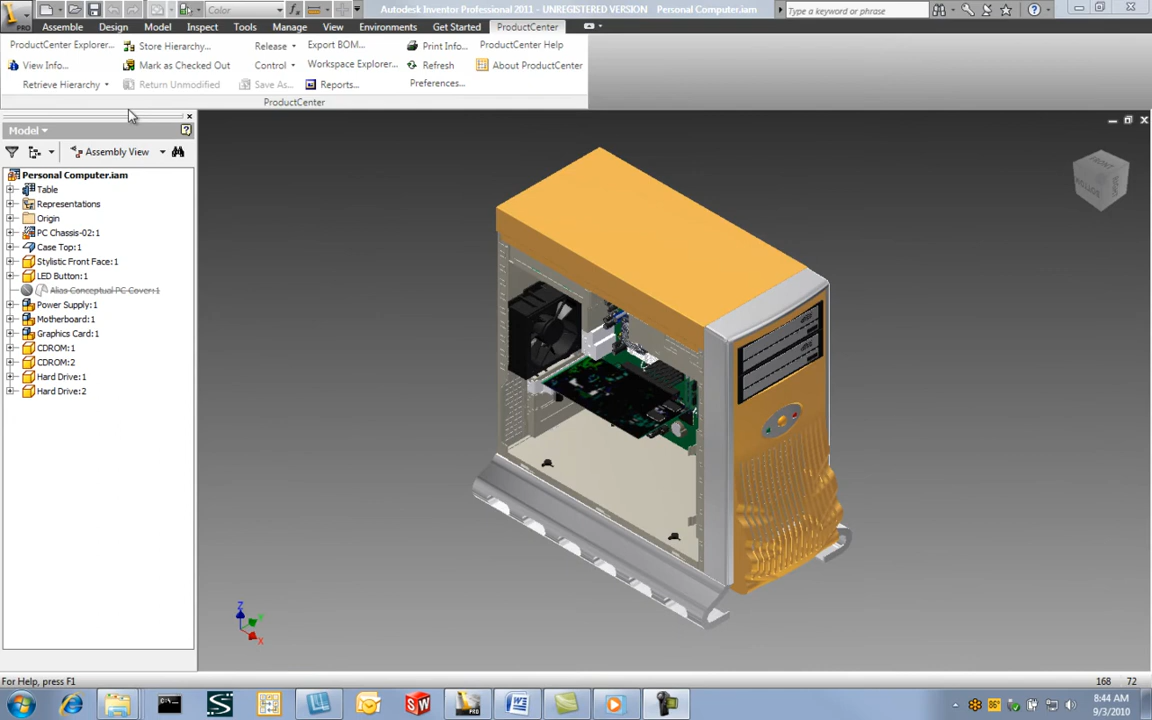 Color
Autodesk Inventor Professional 2011 - UNREGISTERED VERSION Personal Computer.iam
Type a keyword or phrase
PRO
Assemble Design Model Inspect Tools Manage View Environments Get Started ProductCenter
ProductCenter Explorer... Store Hierarchy... Release Export BOM... Print Info... ProductCenter Help
View Info... Mark as Checked Out Control Workspace Explorer... Refresh About ProductCenter
Retrieve Hierarchy Return Unmodified Save As... Reports... Preferences...
ProductCenter
Model
Assembly View
Personal Computer.iam
Table
Representations
Origin
PC Chassis-02:1
Case Top:1
Stylistic Front Face:1
LED Button:1
Alias Conceptual PC Cover:1
Power Supply:1
Motherboard:1
Graphics Card:1
CDROM:1
CDROM:2
Hard Drive:1
Hard Drive:2
FRONT
RIGHT
BOTTOM
Z
Y
X
For Help, press F1
168 72
8:44 AM
9/3/2010
86°